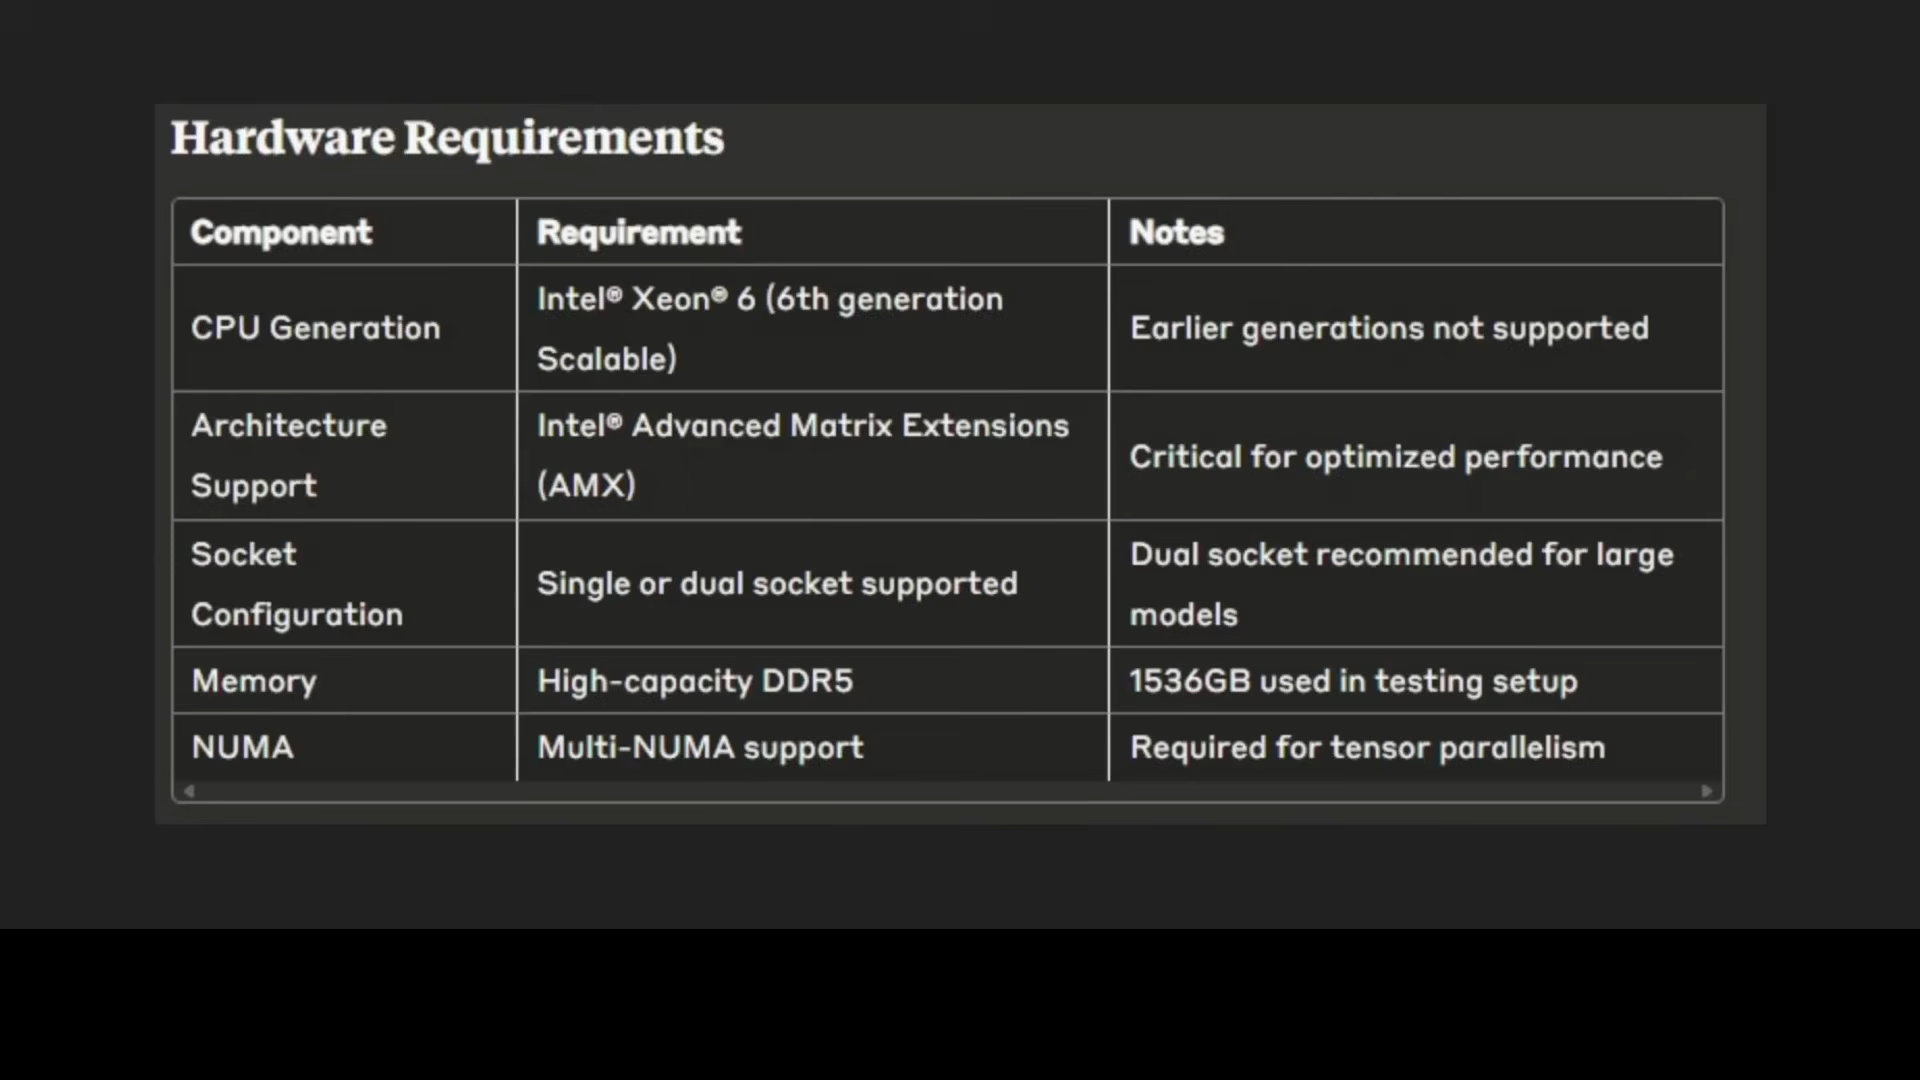 Hardware Requirements
Component Requirement Notes
CPU Generation
Intel® Xeon® 6 (6th generation
Scalable)
Earlier generations not supported
Architecture
Support
Intel® Advanced Matrix Extensions
(AMX)
Critical for optimized performance
Socket
Configuration
Single or dual socket supported
Dual socket recommended for large
models
Memory High-capacity DDR5 1536GB used in testing setup
NUMA Multi-NUMA support Required for tensor parallelism